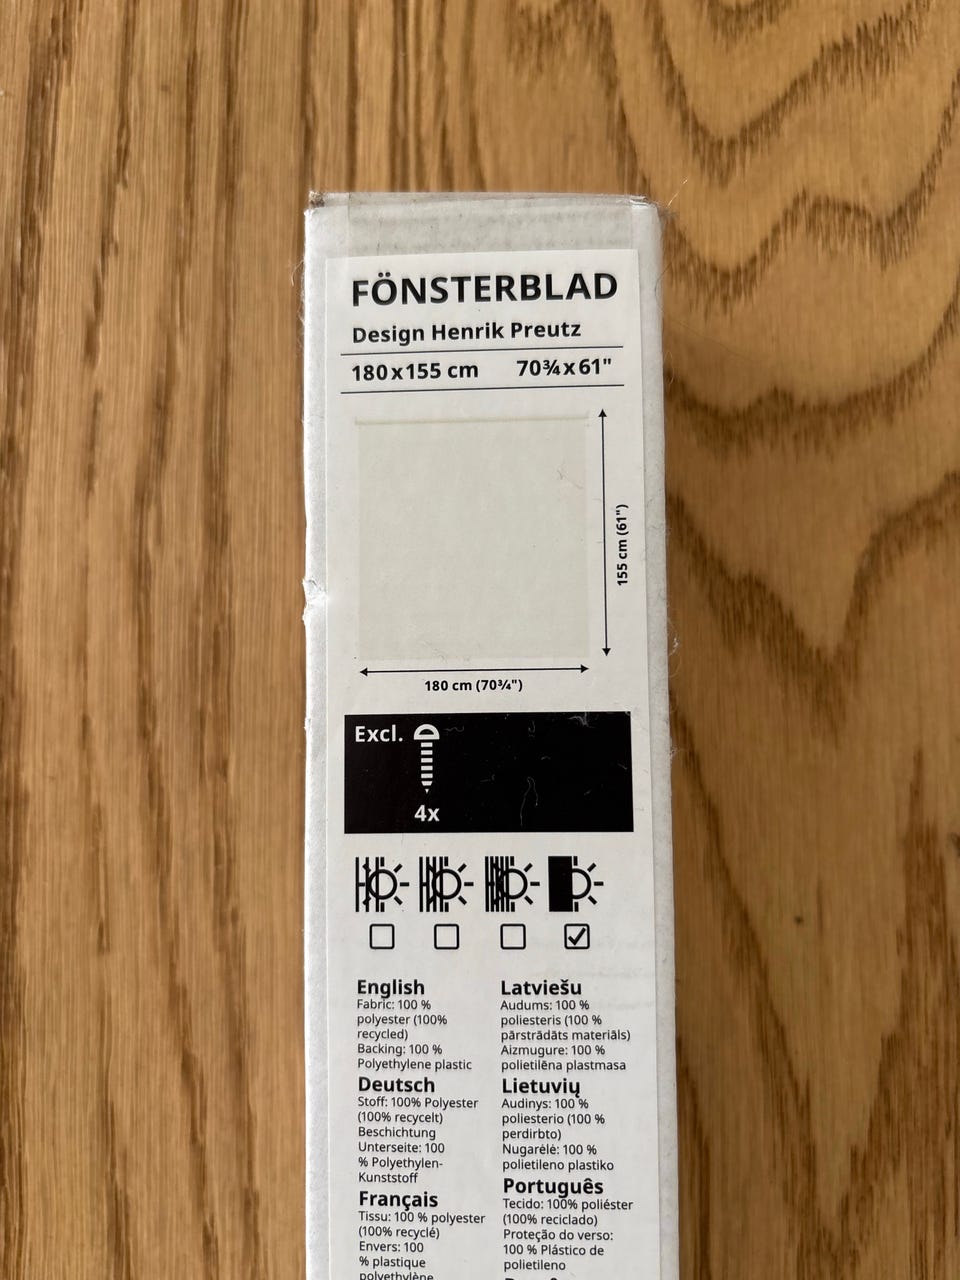 FÖNSTERBLAD
Design Henrik Preutz
180x155 cm 70¾x61"
155 cm (61")
180 cm (70¾")
Excl.
4x
English
Fabric: 100 %
polyester (100%
recycled)
Backing: 100 %
Polyethylene plastic
Deutsch
Stoff: 100% Polyester
(100% recycelt)
Beschichtung
Unterseite: 100
% Polyethylen-
Kunststoff
Français
Tissu: 100 % polyester
(100% recyclé)
Envers: 100
% plastique
polyethylène
Latviešu
Audums: 100 %
poliesteris (100 %
pārstrādāts materiāls)
Aizmugure: 100 %
polietilēna plastmasa
Lietuvių
Audinys: 100 %
poliesterio (100 %
perdirbto)
Nugarėlė: 100 %
polietileno plastiko
Português
Tecido: 100% poliéster
(100% reciclado)
Proteção do verso:
100 % Plástico de
polietileno